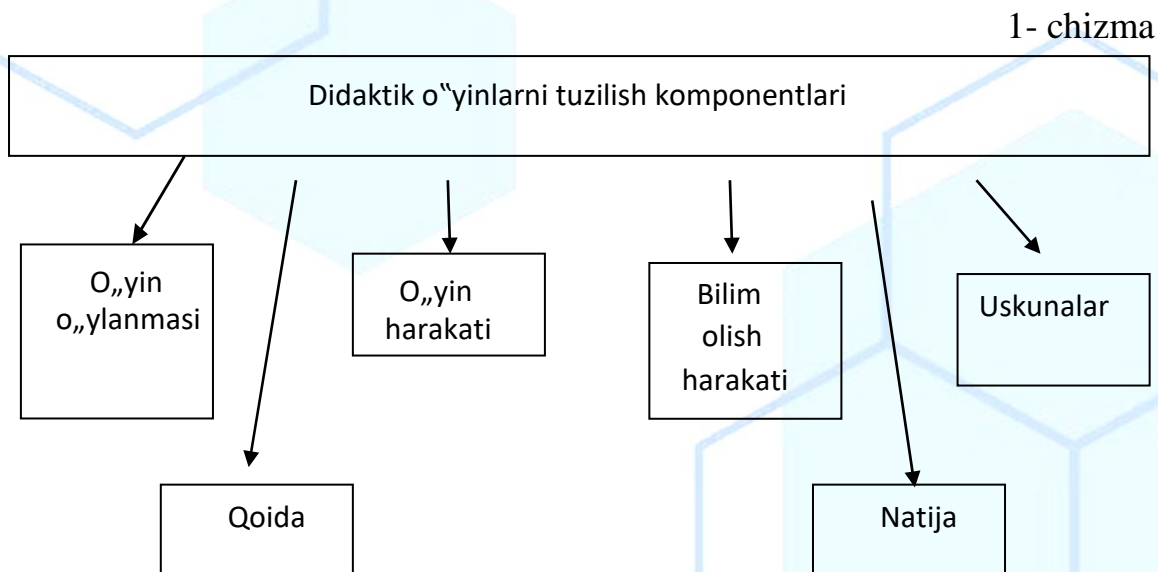 1- chizma
Didaktik o‟yinlarni tuzilish komponentlari
O„yin
o„ylanmasi
O„yin
harakati
Bilim
olish
harakati
Uskunalar
Qoida
Natija